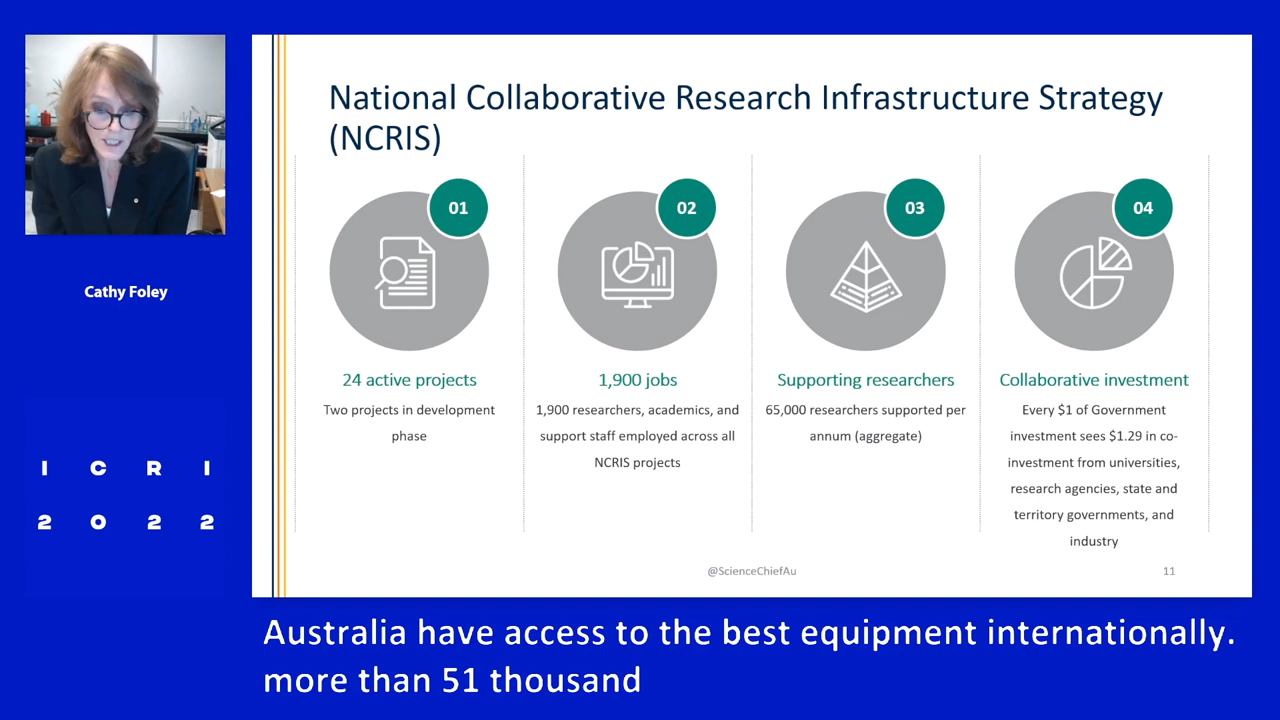 National Collaborative Research Infrastructure Strategy
(NCRIS)
01
02
03
04
24 active projects
Two projects in development
phase
1,900 jobs
1,900 researchers, academics, and
support staff employed across all
NCRIS projects
Supporting researchers
65,000 researchers supported per
annum (aggregate)
Collaborative investment
Every $1 of Government
investment sees $1.29 in co-
investment from universities,
research agencies, state and
territory governments, and
industry
@ScienceChiefAu
11
Cathy Foley
I C R I
2 0 2 2
Australia have access to the best equipment internationally.
more than 51 thousand